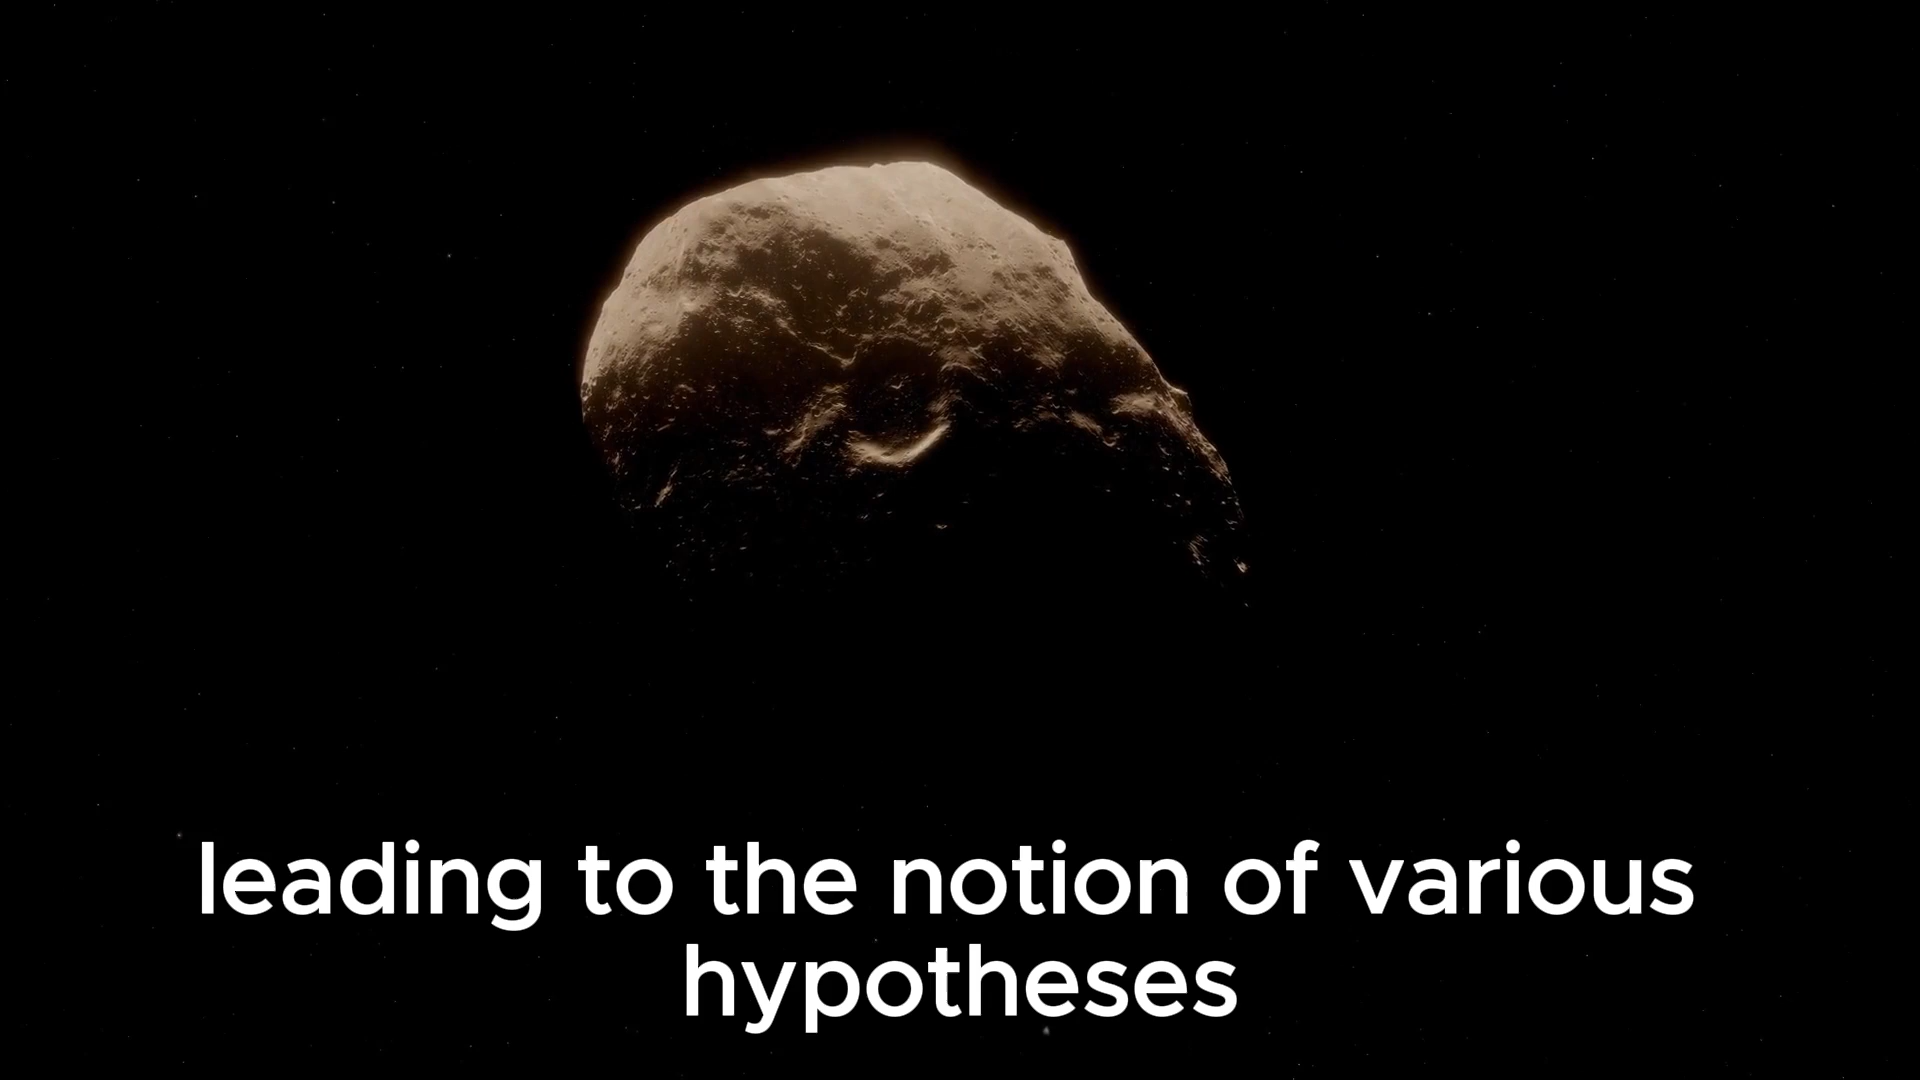 leading to the notion of various
hypotheses